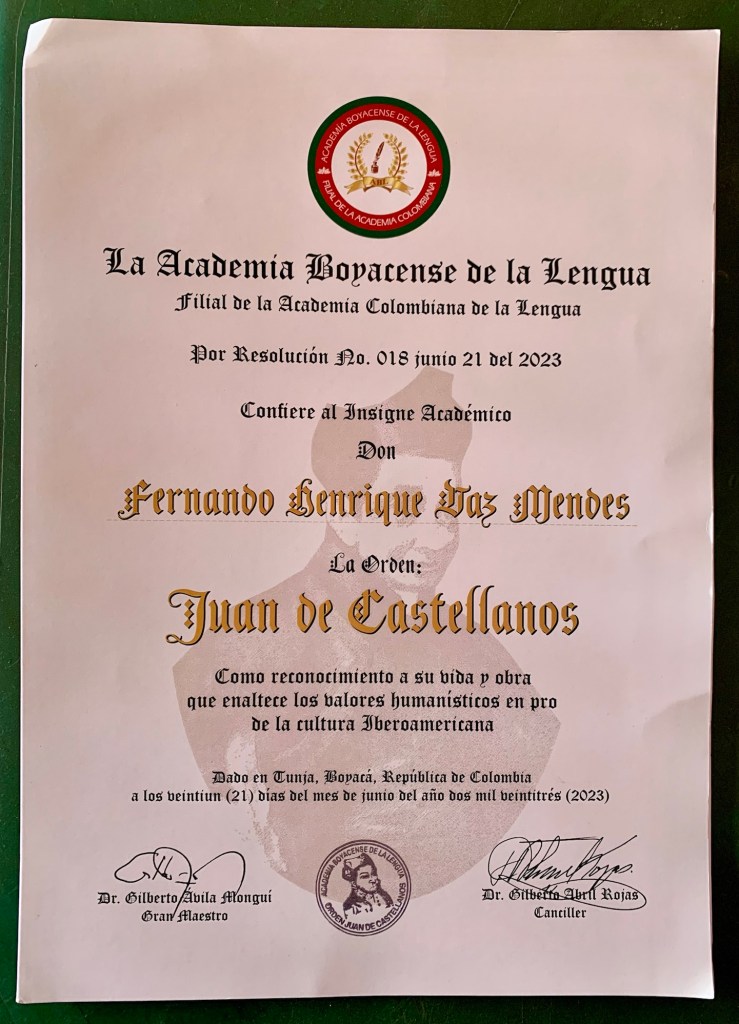 ACADEMIA BOYACENSE DE LA LENGUA
ABL
FILIAL DE LA ACADEMIA COLOMBIANA
La Academia Boyacense de la Lengua
Filial de la Academia Colombiana de la Lengua
Por Resolución No. 018 junio 21 del 2023
Confiere al Insigne Académico
Don
Fernando Henrique Vaz Mendes
La Orden:
Juan de Castellanos
Como reconocimiento a su vida y obra
que enaltece los valores humanísticos en pro
de la cultura Iberoamericana
Dado en Tunja, Boyacá, República de Colombia
a los veintiun (21) días del mes de junio del año dos mil veintitrés (2023)
Dr. Gilberto Ávila Monguí
Gran Maestro
ACADEMIA BOYACENSE DE LA LENGUA
ORDEN JUAN DE CASTELLANOS
Dr. Gilberto Abril Rojas
Canciller